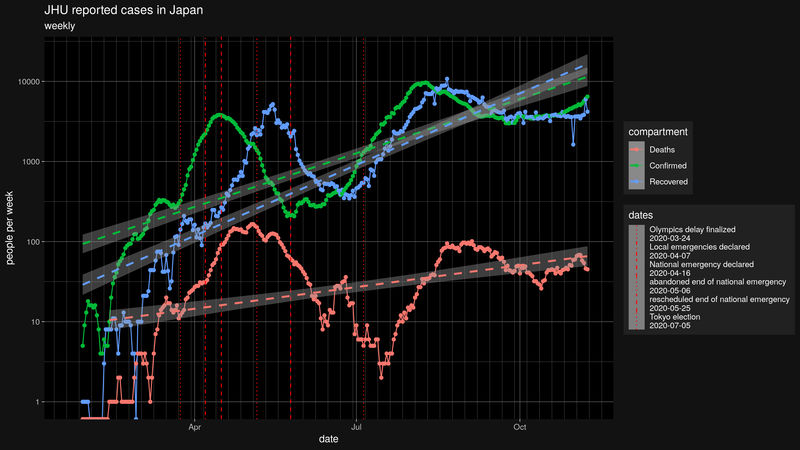 JHU reported cases in Japan
weekly
people per week
10000
1000
100
10
1
Apr
Jul
Oct
date
compartment
Deaths
Confirmed
Recovered
dates
Olympics delay finalized
2020-03-24
Local emergencies declared
2020-04-07
National emergency declared
2020-04-16
abandoned end of national emergency
2020-05-06
rescheduled end of national emergency
2020-05-25
Tokyo election
2020-07-05